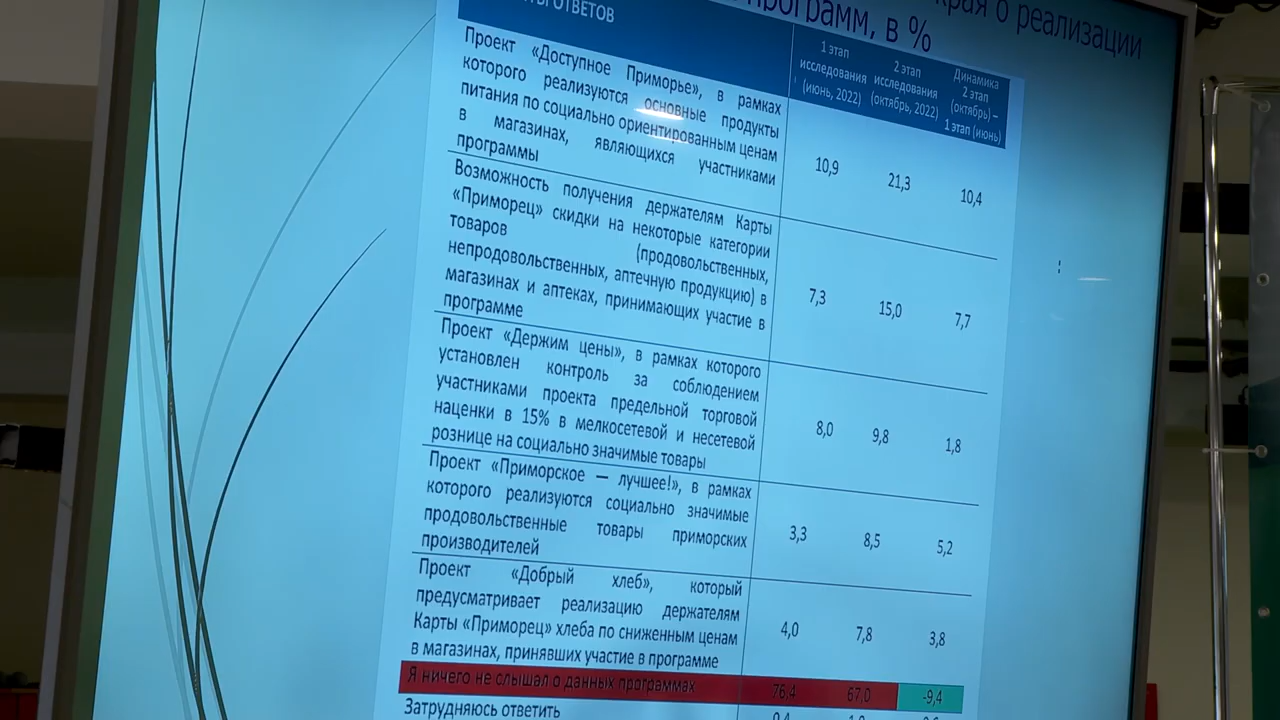 края о реализации
программ, в %
ОТВЕТОВ
1 этап
исследования
(июнь, 2022)
2 этап
исследования
(октябрь, 2022)
Динамика
2 этап
(октябрь) –
1 этап (июнь)
Проект «Доступное Приморье», в рамках
которого реализуются основные продукты
питания по социально ориентированным ценам
в магазинах, являющихся участниками
программы
10,9
21,3
10,4
Возможность получения держателям Карты
«Приморец» скидки на некоторые категории
товаров (продовольственных,
непродовольственных, аптечную продукцию) в
магазинах и аптеках, принимающих участие в
программе
7,3
15,0
7,7
Проект «Держим цены», в рамках которого
установлен контроль за соблюдением
участниками проекта предельной торговой
наценки в 15% в мелкосетевой и несетевой
рознице на социально значимые товары
8,0
9,8
1,8
Проект «Приморское — лучшее!», в рамках
которого реализуются социально значимые
продовольственные товары приморских
производителей
3,3
8,5
5,2
Проект «Добрый хлеб», который
предусматривает реализацию держателям
Карты «Приморец» хлеба по сниженным ценам
в магазинах, принявших участие в программе
4,0
7,8
3,8
Я ничего не слышал о данных программах
76,4
67,0
-9,4
Затрудняюсь ответить